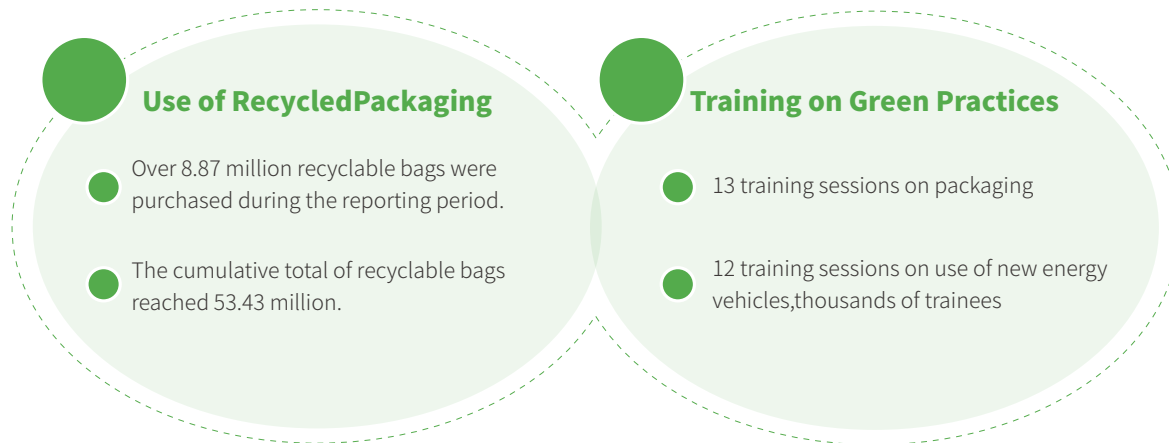 Use of RecycledPackaging
Over 8.87 million recyclable bags were
purchased during the reporting period.
The cumulative total of recyclable bags
reached 53.43 million.
Training on Green Practices
13 training sessions on packaging
12 training sessions on use of new energy
vehicles,thousands of trainees